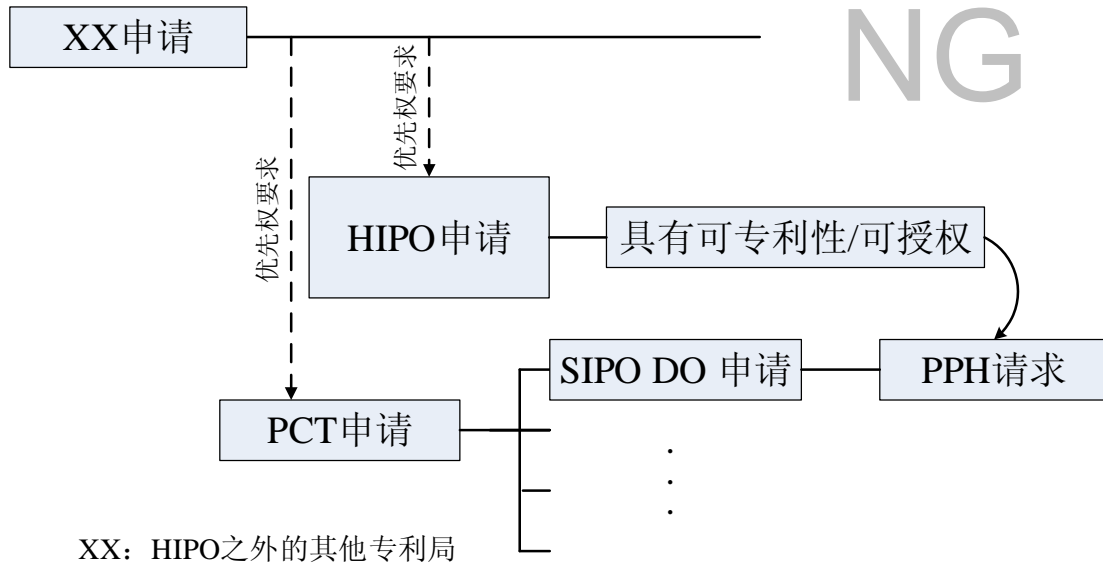 XX申请
NG
优先权要求
优先权要求
HIPO申请
具有可专利性/可授权
SIPO DO 申请
PPH请求
PCT申请
XX：HIPO之外的其他专利局